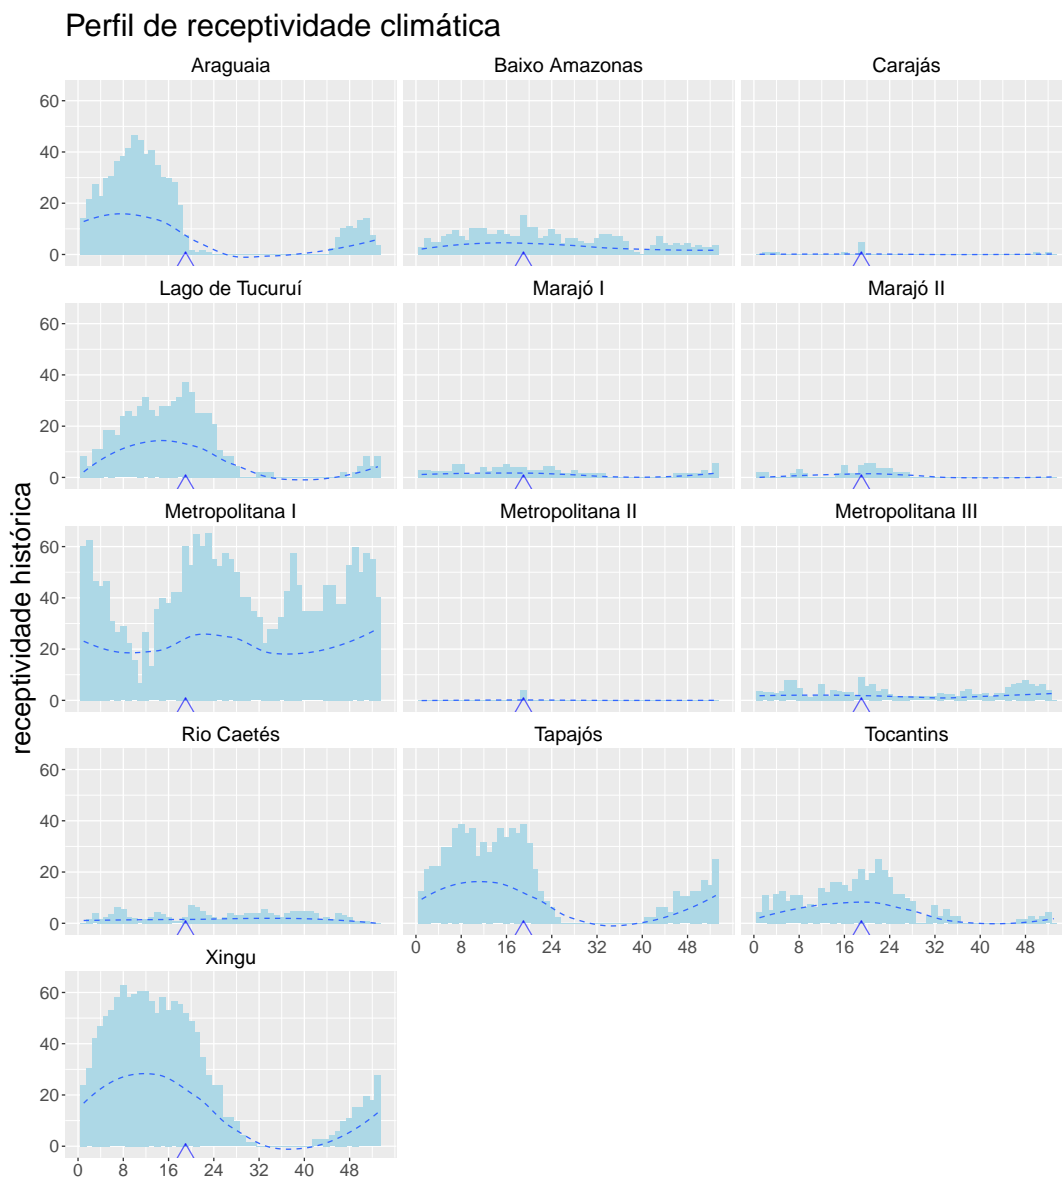 Perfil de receptividade climática
Araguaia Baixo Amazonas Carajás
60
40
20
0
Lago de Tucuruí Marajó I Marajó II
60
40
20
0
receptividade histórica
Metropolitana I Metropolitana II Metropolitana III
60
40
20
0
Rio Caetés Tapajós Tocantins
60
40
20
0
0 8 16 24 32 40 48 0 8 16 24 32 40 48
Xingu
60
40
20
0
0 8 16 24 32 40 48